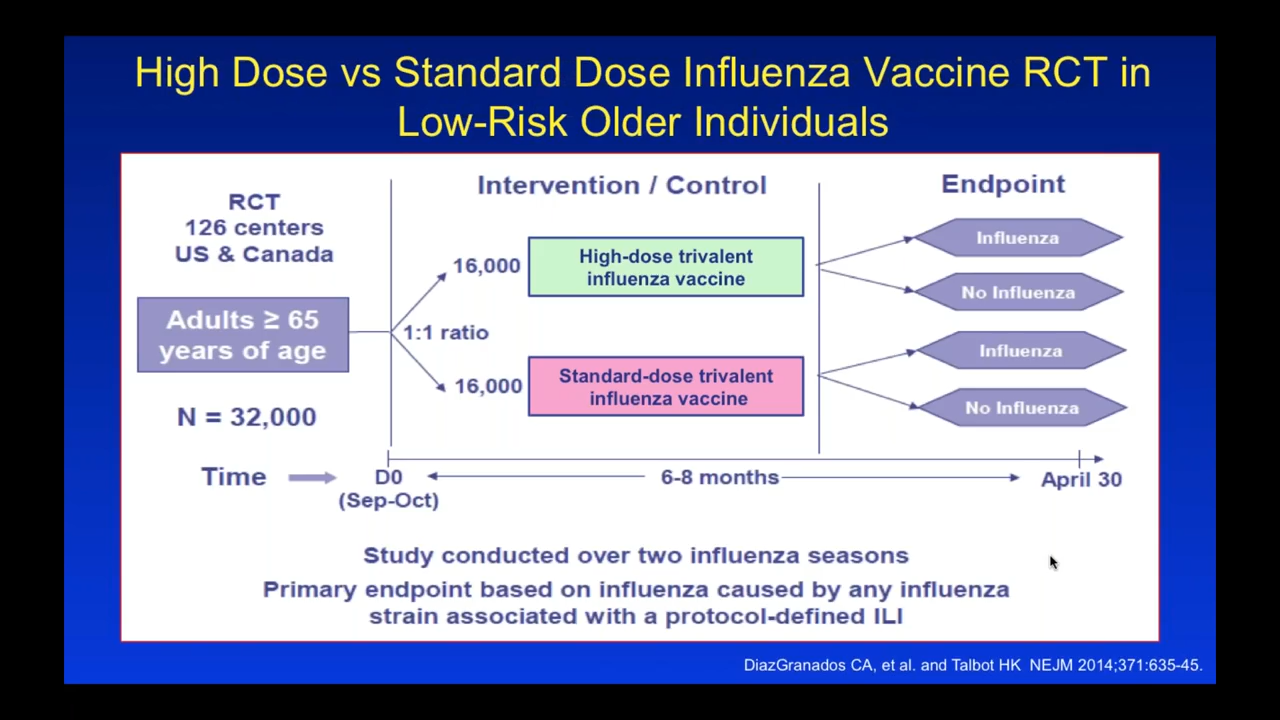 High Dose vs Standard Dose Influenza Vaccine RCT in
Low-Risk Older Individuals
RCT
126 centers
US & Canada
Adults ≥ 65
years of age
N = 32,000
Intervention / Control
16,000
High-dose trivalent
influenza vaccine
1:1 ratio
16,000
Standard-dose trivalent
influenza vaccine
Endpoint
Influenza
No Influenza
Influenza
No Influenza
Time
D0
(Sep-Oct)
6-8 months
April 30
Study conducted over two influenza seasons
Primary endpoint based on influenza caused by any influenza
strain associated with a protocol-defined ILI
DiazGranados CA, et al. and Talbot HK NEJM 2014;371:635-45.